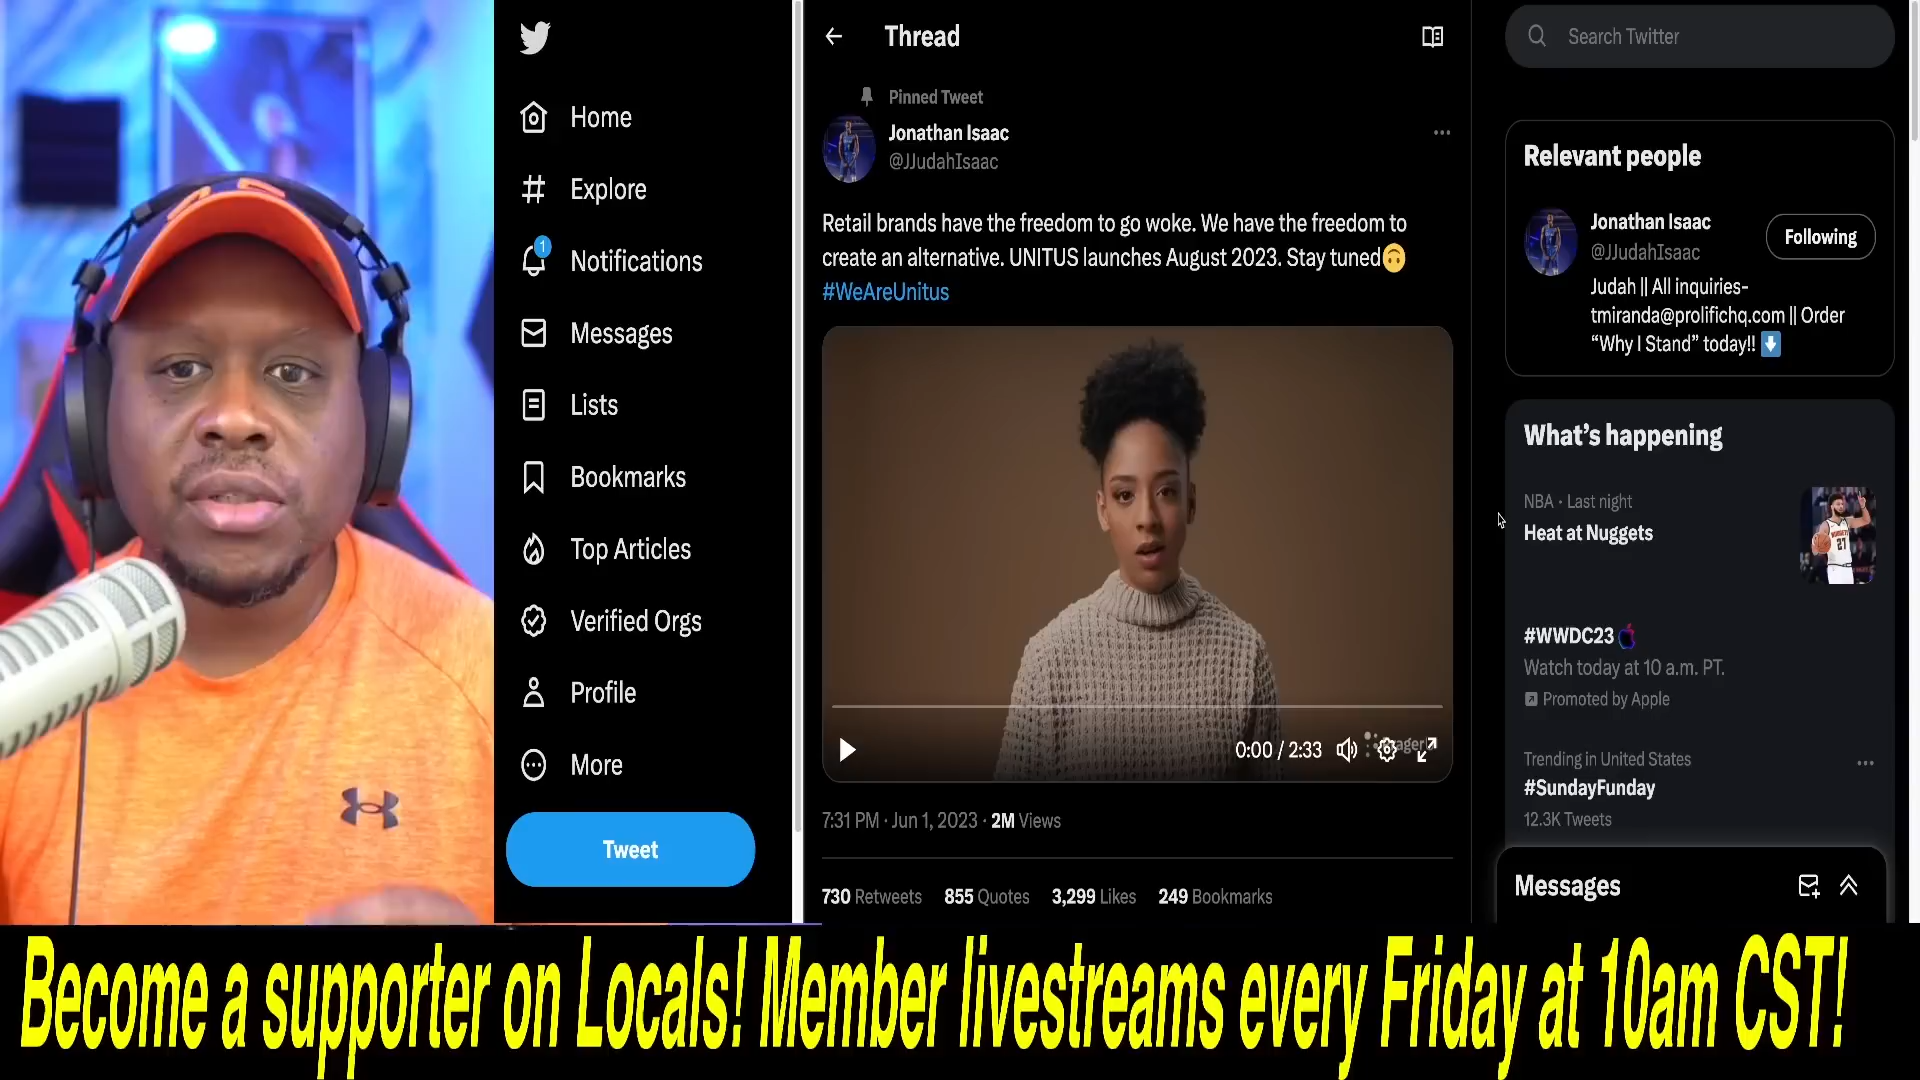 Home
Explore
1
Notifications
Messages
Lists
Bookmarks
Top Articles
Verified Orgs
Profile
More
Tweet
Thread
Pinned Tweet
Jonathan Isaac
@JJudahIsaac
Retail brands have the freedom to go woke. We have the freedom to
create an alternative. UNITUS launches August 2023. Stay tuned🙃
#WeAreUnitus
0:00 / 2:33
7:31 PM · Jun 1, 2023 · 2M Views
730 Retweets 855 Quotes 3,299 Likes 249 Bookmarks
Search Twitter
Relevant people
Jonathan Isaac
@JJudahIsaac
Following
Judah || All inquiries-
tmiranda@prolifichq.com || Order
“Why I Stand” today!! ⬇️
What’s happening
NBA · Last night
Heat at Nuggets
27
#WWDC23
Watch today at 10 a.m. PT.
Promoted by Apple
Trending in United States
#SundayFunday
12.3K Tweets
Messages
Become a supporter on Locals! Member livestreams every Friday at 10am CST!